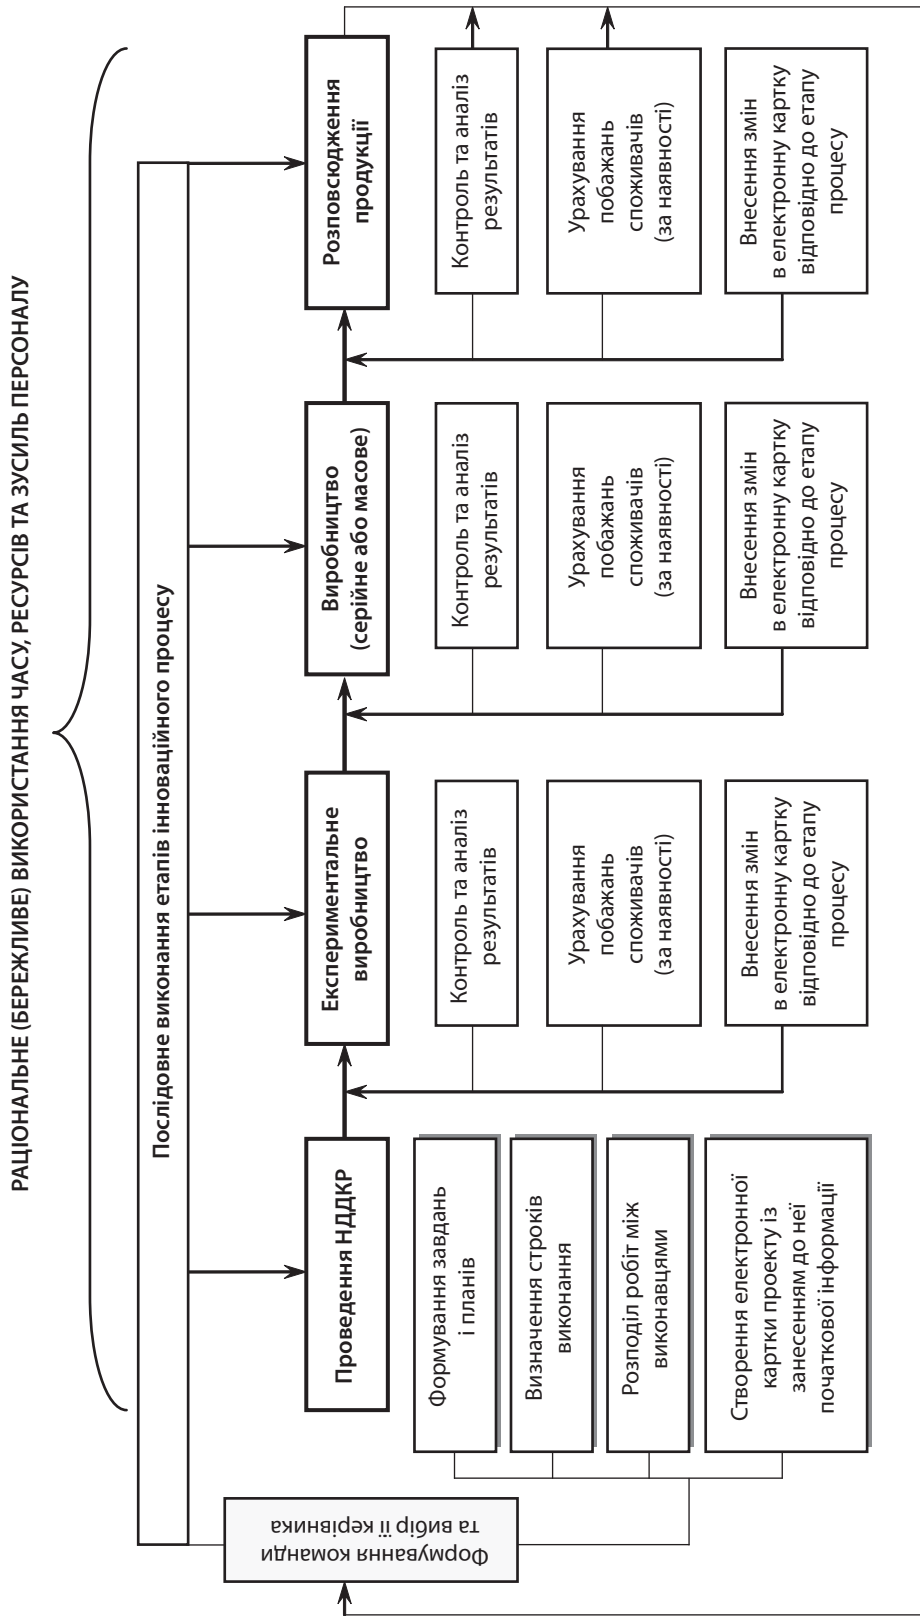 РАЦІОНАЛЬНЕ (БЕРЕЖЛИВЕ) ВИКОРИСТАННЯ ЧАСУ, РЕСУРСІВ ТА ЗУСИЛЬ ПЕРСОНАЛУ
Послідовне виконання етапів інноваційного процесу
Формування команди
та вибір її керівника
Проведення НДДКР
Експериментальне
виробництво
Виробництво
(серійне або масове)
Розповсюдження
продукції
Формування завдань
і планів
Визначення строків
виконання
Розподіл робіт між
виконавцями
Створення електронної
картки проекту із
занесенням до неї
початкової інформації
Контроль та аналіз
результатів
Урахування
побажань
споживачів
(за наявності)
Внесення змін
в електронну картку
відповідно до етапу
процесу
Контроль та аналіз
результатів
Урахування
побажань
споживачів
(за наявності)
Внесення змін
в електронну картку
відповідно до етапу
процесу
Контроль та аналіз
результатів
Урахування
побажань
споживачів
(за наявності)
Внесення змін
в електронну картку
відповідно до етапу
процесу